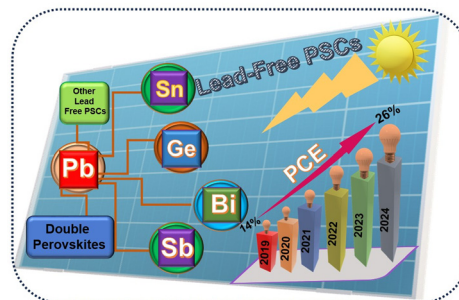 Lead-Free PSCs
Other
Lead
Free PSCs
Sn
Ge
Pb
Bi
Double
Perovskites
Sb
PCE
14%
26%
2019
2020
2021
2022
2023
2024